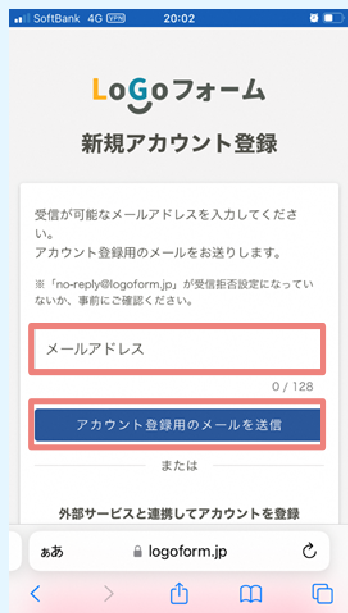 SoftBank 4G VPN 20:02
LoGoフォーム
新規アカウント登録
受信が可能なメールアドレスを入力してくださ
い。
アカウント登録用のメールをお送りします。
※「no-reply@logoform.jp」が受信拒否設定になってい
ないか、事前にご確認ください。
メールアドレス
0 / 128
アカウント登録用のメールを送信
または
外部サービスと連携してアカウントを登録
ぁあ logoform.jp